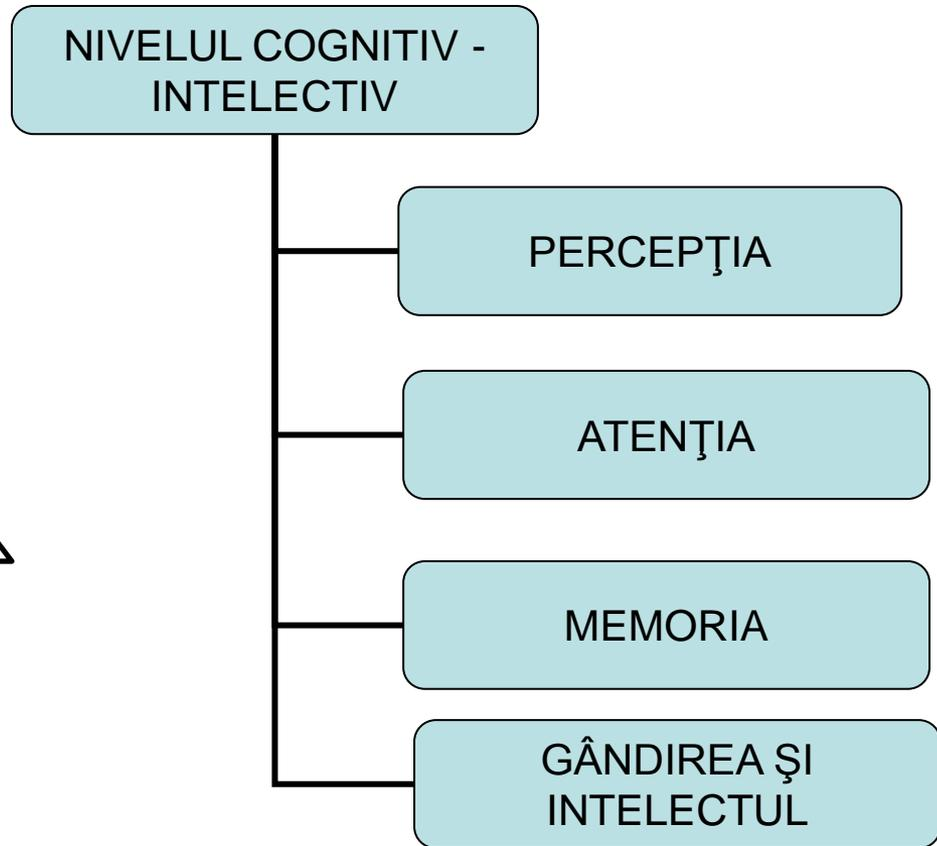 NIVELUL COGNITIV -
INTELECTIV
PERCEPŢIA
ATENŢIA
MEMORIA
GÂNDIREA ŞI
INTELECTUL